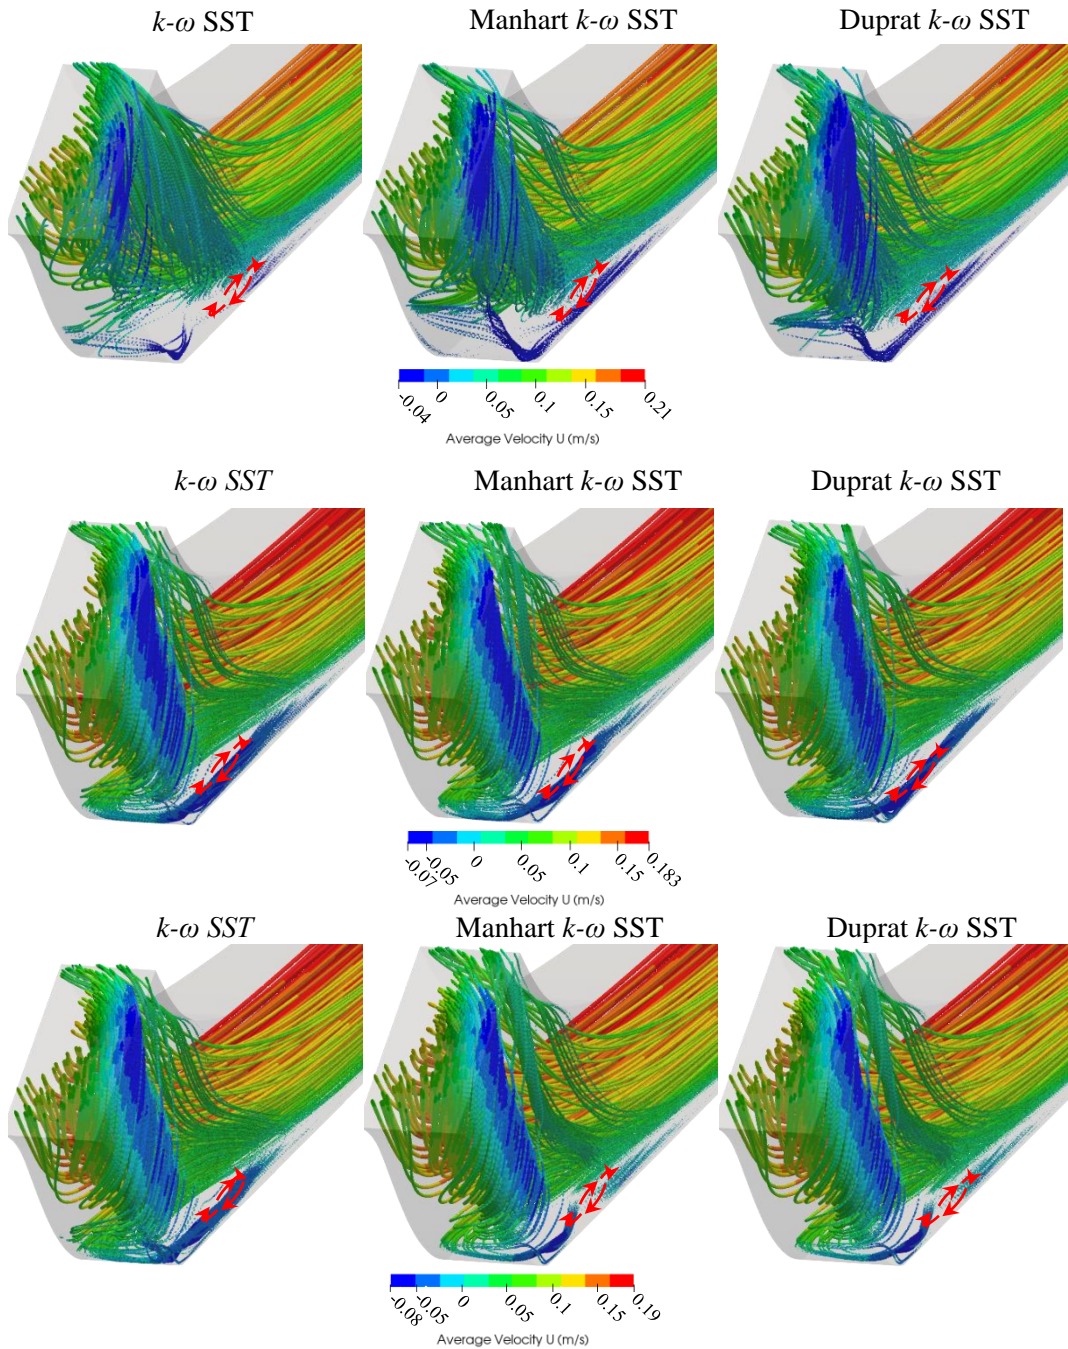 k-ω SST Manhart k-ω SST Duprat k-ω SST
-0.04 0 0.05 0.1 0.15 0.21
Average Velocity U (m/s)
k-ω SST Manhart k-ω SST Duprat k-ω SST
-0.07 -0.05 0 0.05 0.1 0.15 0.183
Average Velocity U (m/s)
k-ω SST Manhart k-ω SST Duprat k-ω SST
-0.08 -0.05 0 0.05 0.1 0.15 0.19
Average Velocity U (m/s)